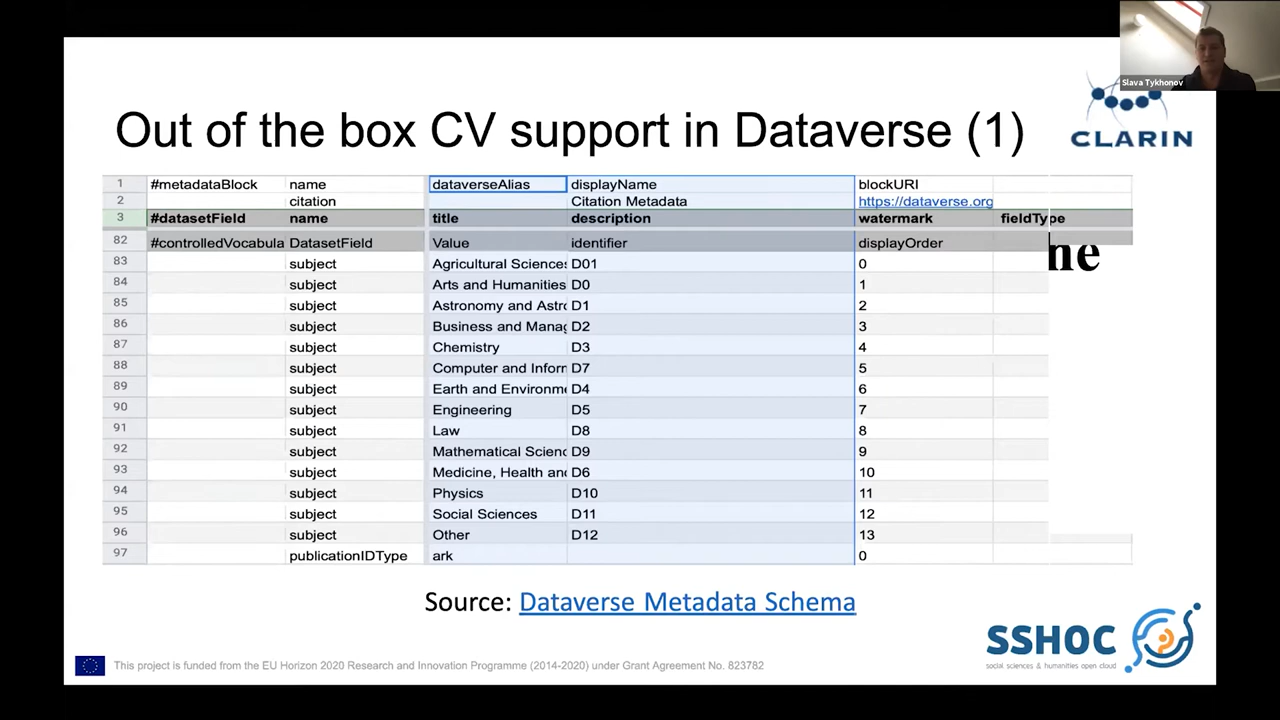 Slava Tykhonov
Out of the box CV support in Dataverse (1)
CLARIN
1 #metadataBlock name dataverseAlias displayName blockURI
2 citation Citation Metadata https://dataverse.org
3 #datasetField name title description watermark fieldType
82 #controlledVocabula DatasetField Value identifier displayOrder
he
83 subject Agricultural Sciences D01 0
84 subject Arts and Humanities D0 1
85 subject Astronomy and Astro D1 2
86 subject Business and Manag D2 3
87 subject Chemistry D3 4
88 subject Computer and Inform D7 5
89 subject Earth and Environme D4 6
90 subject Engineering D5 7
91 subject Law D8 8
92 subject Mathematical Scienc D9 9
93 subject Medicine, Health and D6 10
94 subject Physics D10 11
95 subject Social Sciences D11 12
96 subject Other D12 13
97 publicationIDType ark 0
Source: Dataverse Metadata Schema
SSHOC
social sciences & humanities open cloud
This project is funded from the EU Horizon 2020 Research and Innovation Programme (2014-2020) under Grant Agreement No. 823782